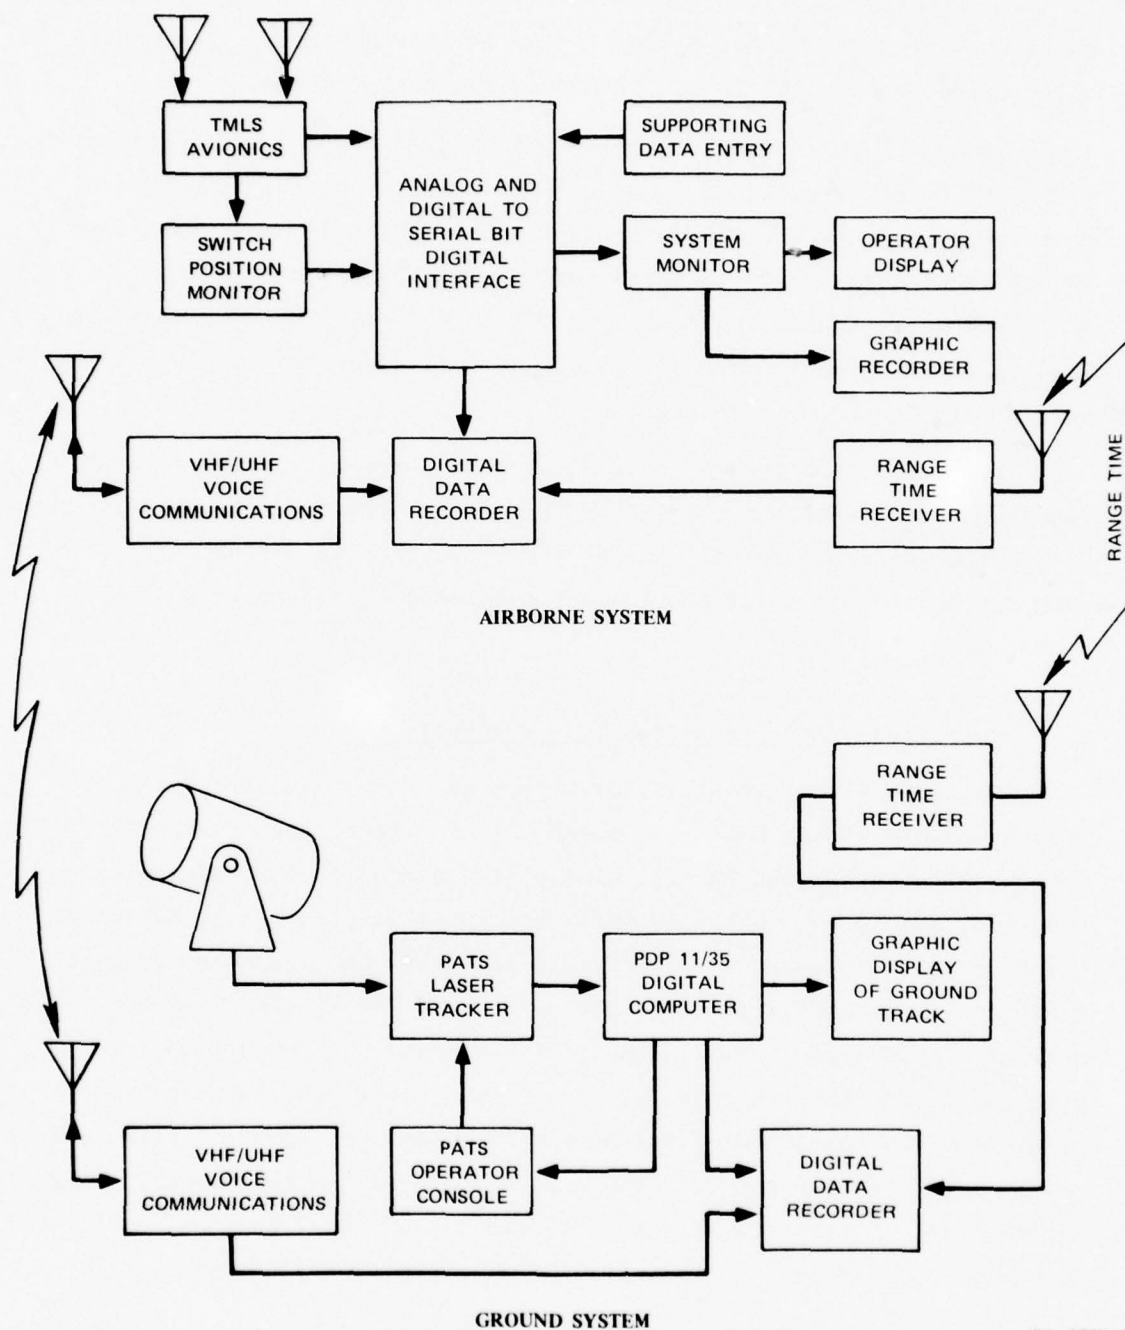 TMLS
AVIONICS
SWITCH
POSITION
MONITOR
ANALOG AND
DIGITAL TO
SERIAL BIT
DIGITAL
INTERFACE
SUPPORTING
DATA ENTRY
SYSTEM
MONITOR
OPERATOR
DISPLAY
GRAPHIC
RECORDER
VHF/UHF
VOICE
COMMUNICATIONS
DIGITAL
DATA
RECORDER
RANGE
TIME
RECEIVER
RANGE TIME
AIRBORNE SYSTEM
RANGE
TIME
RECEIVER
PATS
LASER
TRACKER
PDP 11/35
DIGITAL
COMPUTER
GRAPHIC
DISPLAY
OF GROUND
TRACK
VHF/UHF
VOICE
COMMUNICATIONS
PATS
OPERATOR
CONSOLE
DIGITAL
DATA
RECORDER
GROUND SYSTEM